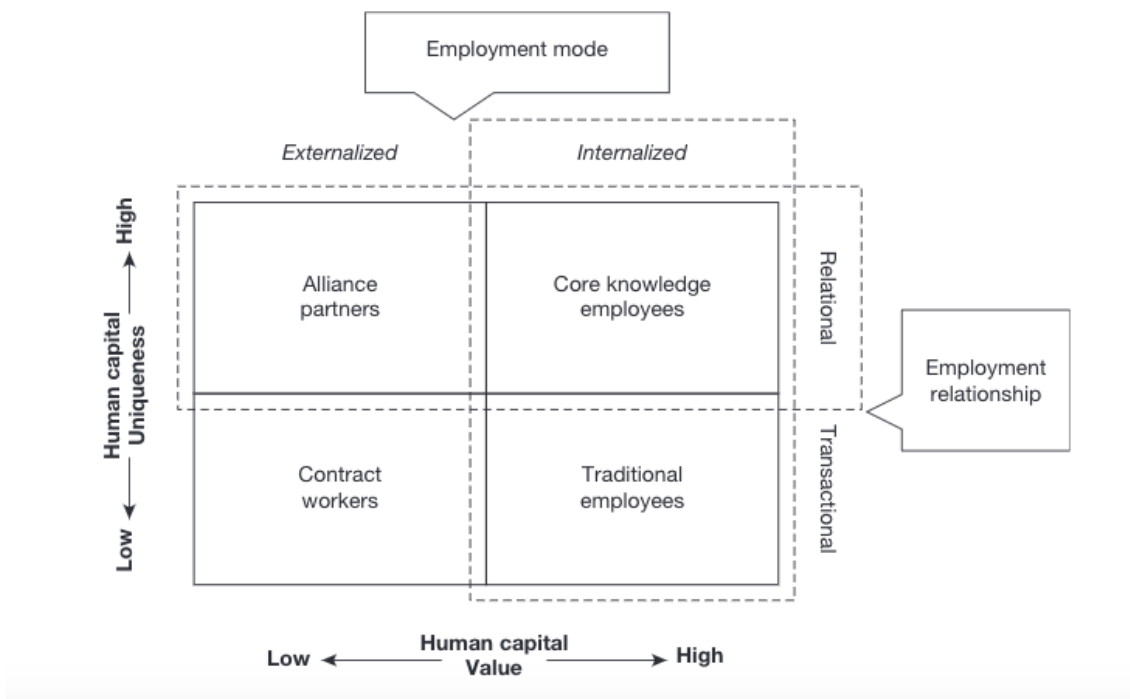 Employment mode
Externalized
Internalized
High
Human capital
Uniqueness
Low
Alliance
partners
Core knowledge
employees
Relational
Employment
relationship
Contract
workers
Traditional
employees
Transactional
Low
Human capital
Value
High